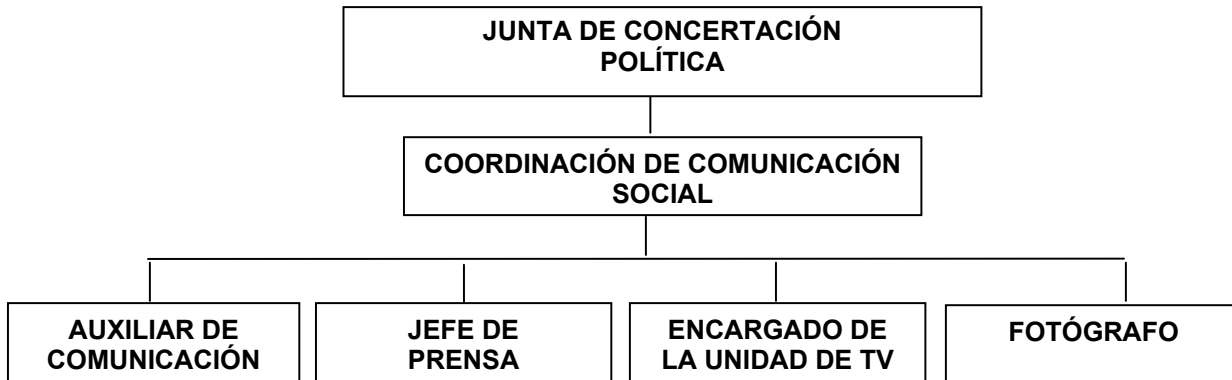 JUNTA DE CONCERTACIÓN
POLÍTICA
COORDINACIÓN DE COMUNICACIÓN
SOCIAL
AUXILIAR DE
COMUNICACIÓN
JEFE DE
PRENSA
ENCARGADO DE
LA UNIDAD DE TV
FOTÓGRAFO